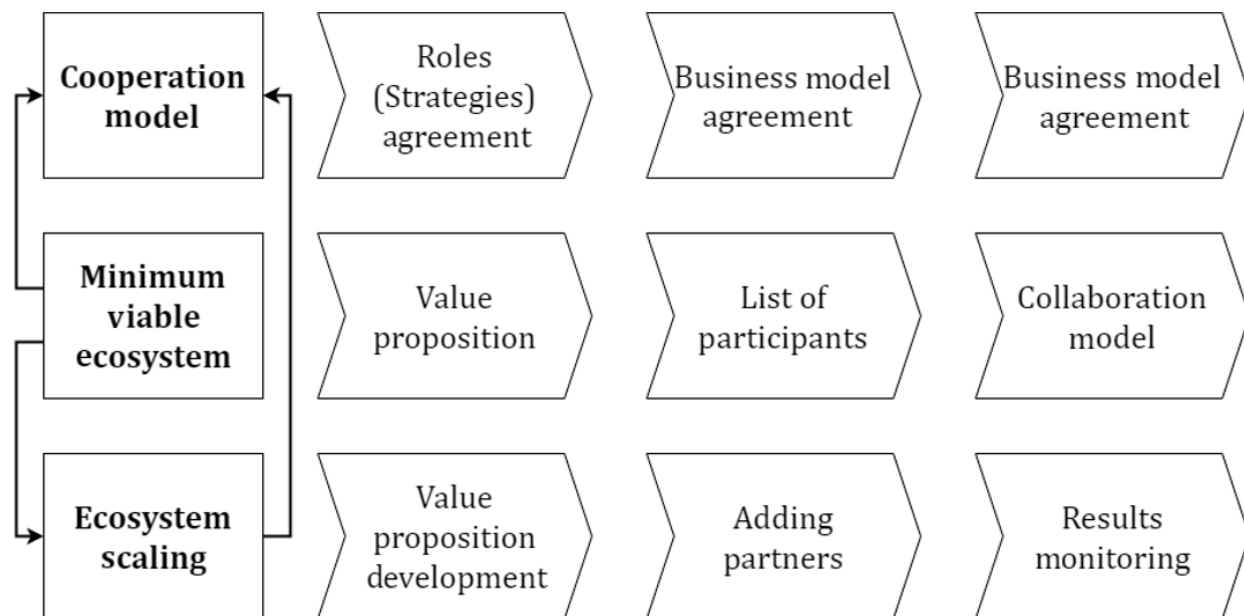 Cooperation
model
Roles
(Strategies)
agreement
Business model
agreement
Business model
agreement
Minimum
viable
ecosystem
Value
proposition
List of
participants
Collaboration
model
Ecosystem
scaling
Value
proposition
development
Adding
partners
Results
monitoring